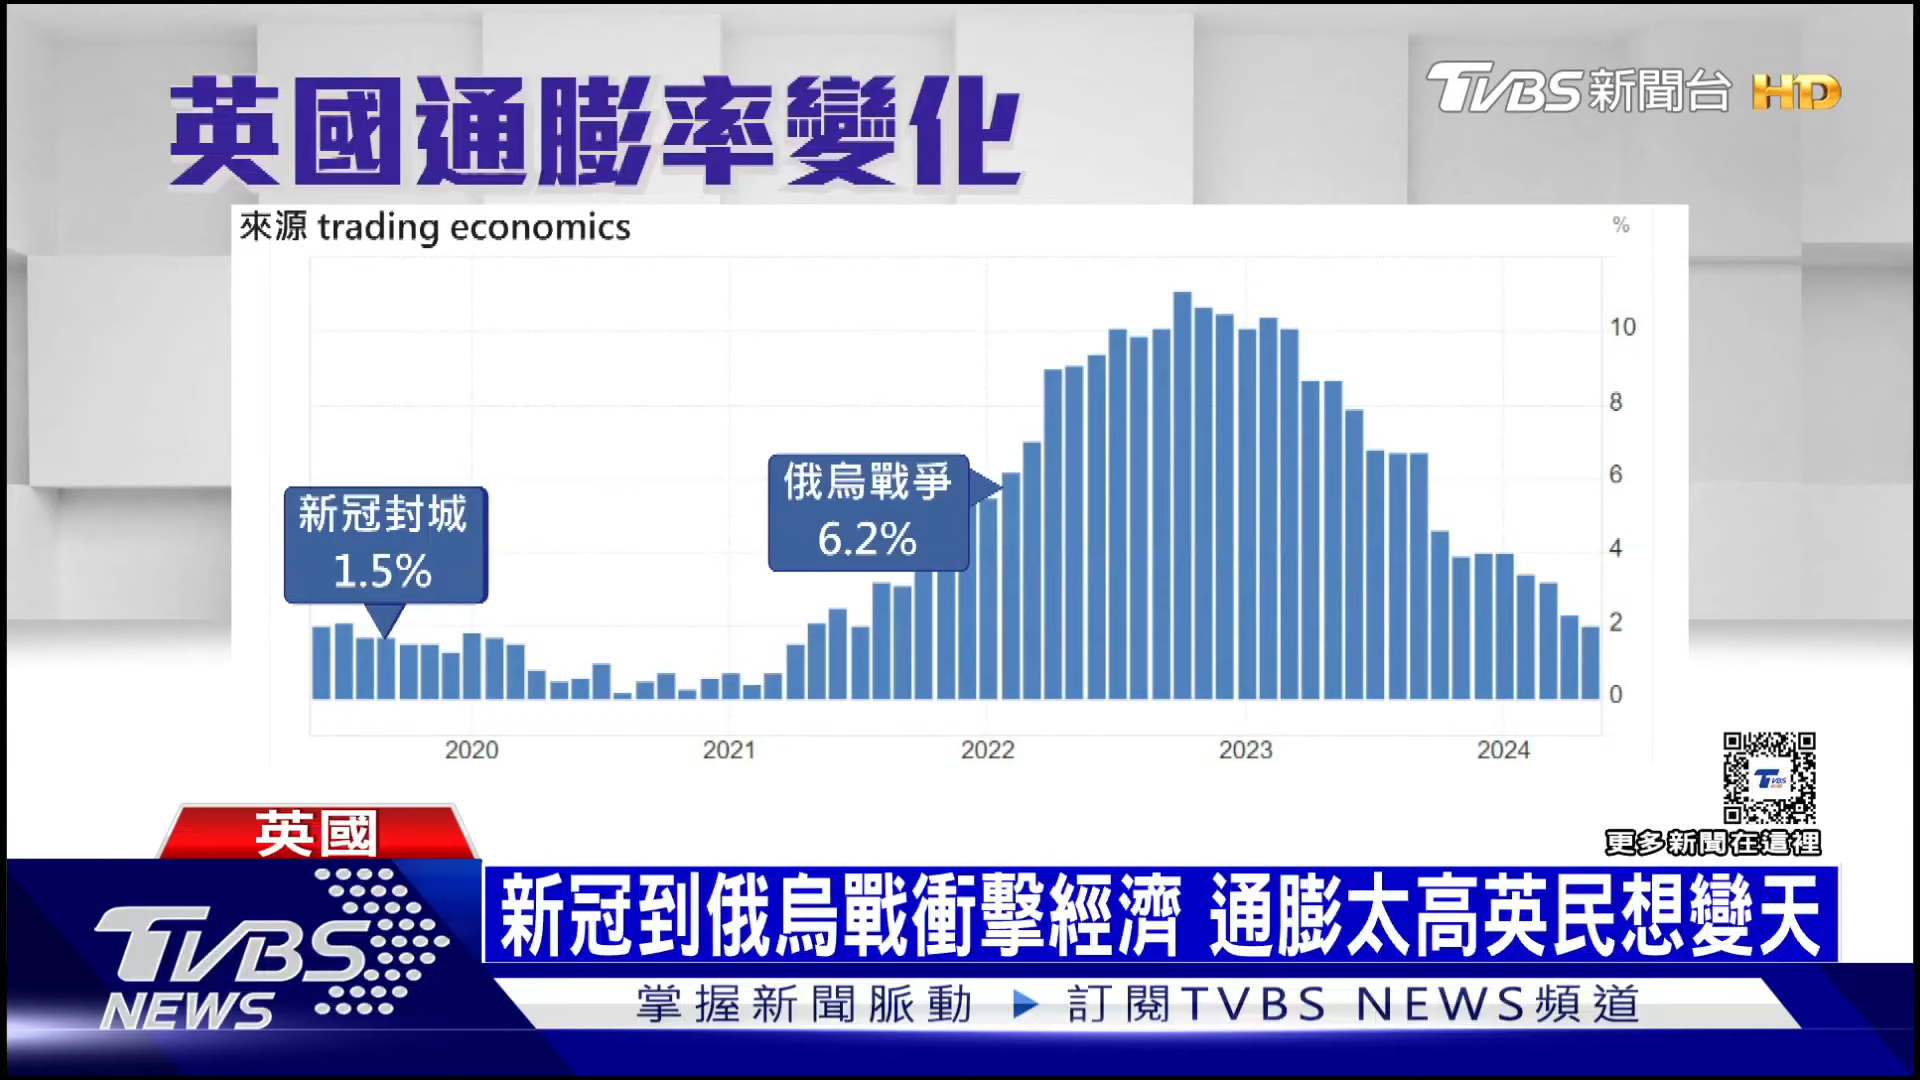 英國通膨率變化
TVBS新聞台 HD
來源 trading economics
%
10
8
6
4
2
0
新冠封城
1.5%
俄烏戰爭
6.2%
2020 2021 2022 2023 2024
TVBS
更多新聞在這裡
英國
新冠到俄烏戰衝擊經濟 通膨太高英民想變天
TVBS
NEWS
掌握新聞脈動 ▶ 訂閱TVBS NEWS頻道